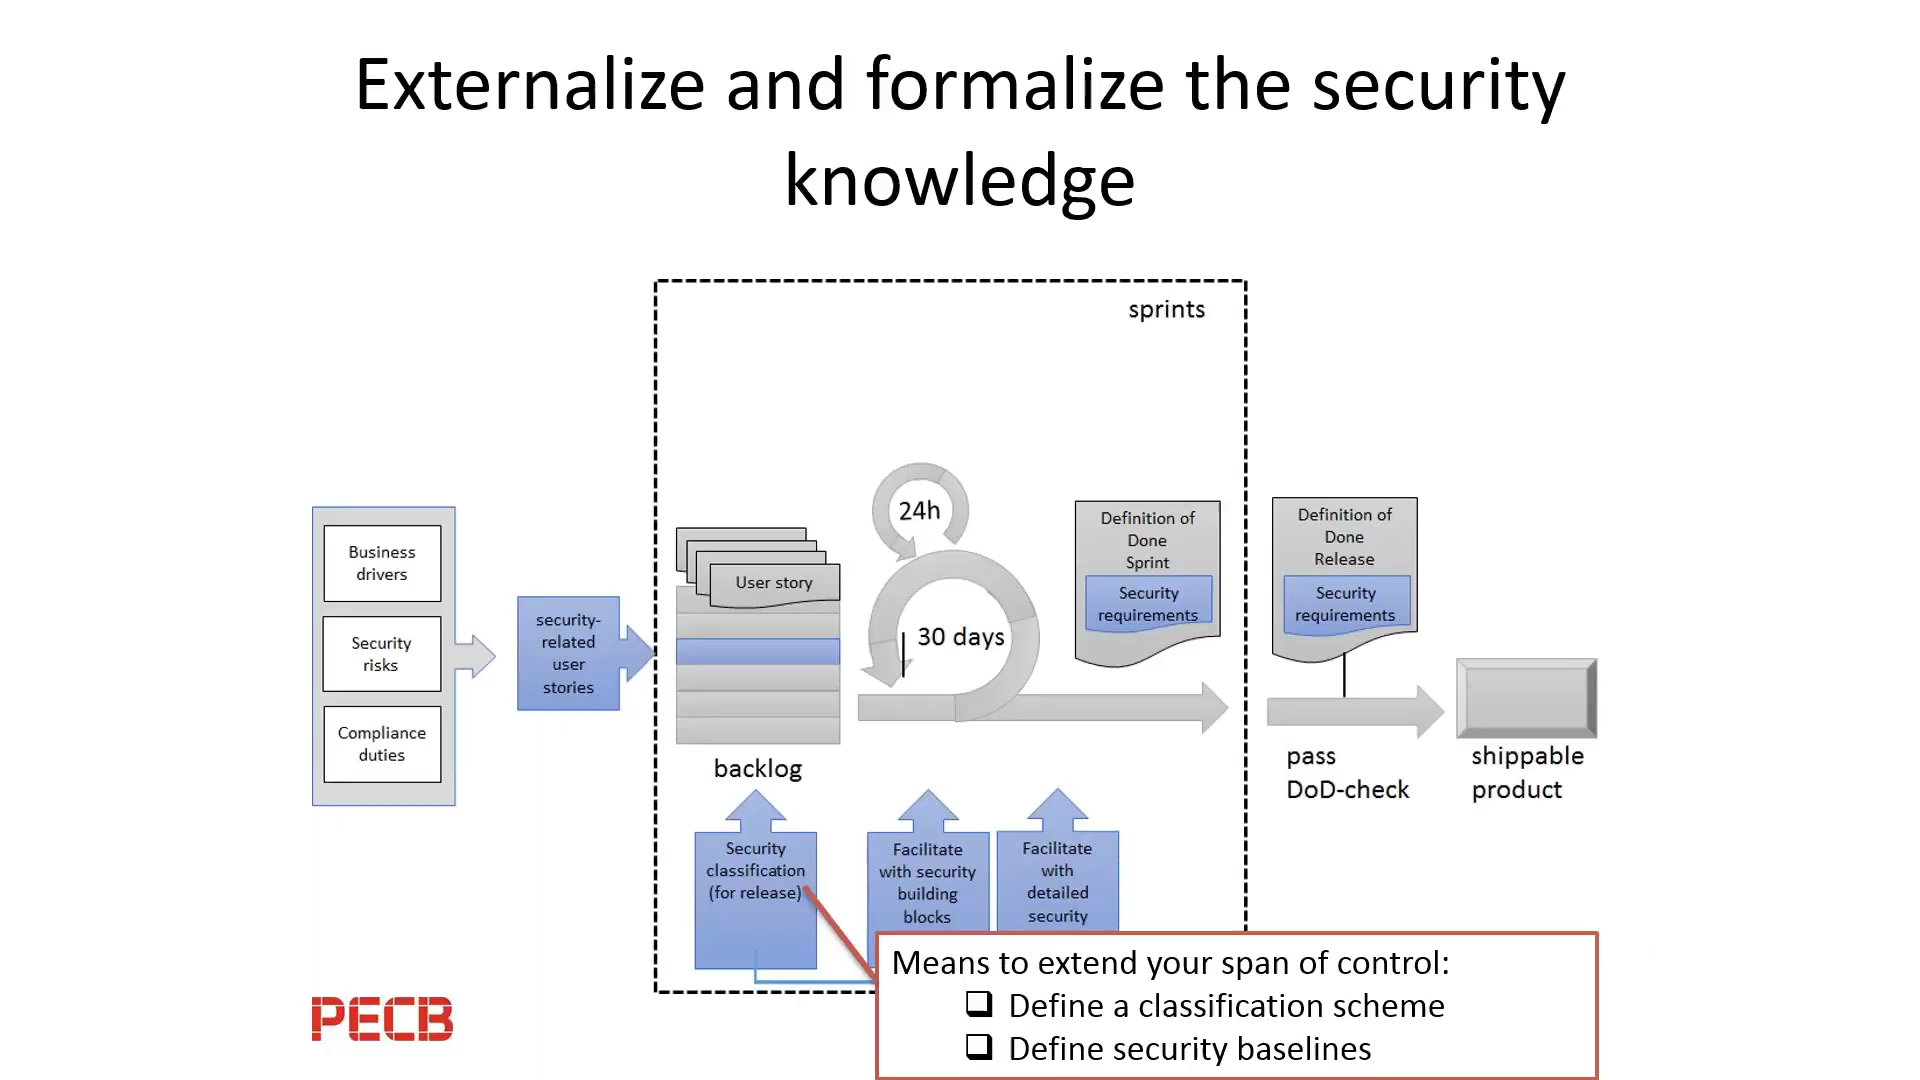 Externalize and formalize the security
knowledge
sprints
Business
drivers
Security
risks
Compliance
duties
security-
related
user
stories
User story
backlog
24h
30 days
Definition of
Done
Sprint
Security
requirements
Definition of
Done
Release
Security
requirements
pass
DoD-check
shippable
product
Security
classification
(for release)
Facilitate
with security
building
blocks
Facilitate
with
detailed
security
Means to extend your span of control:
❑ Define a classification scheme
❑ Define security baselines
PECB